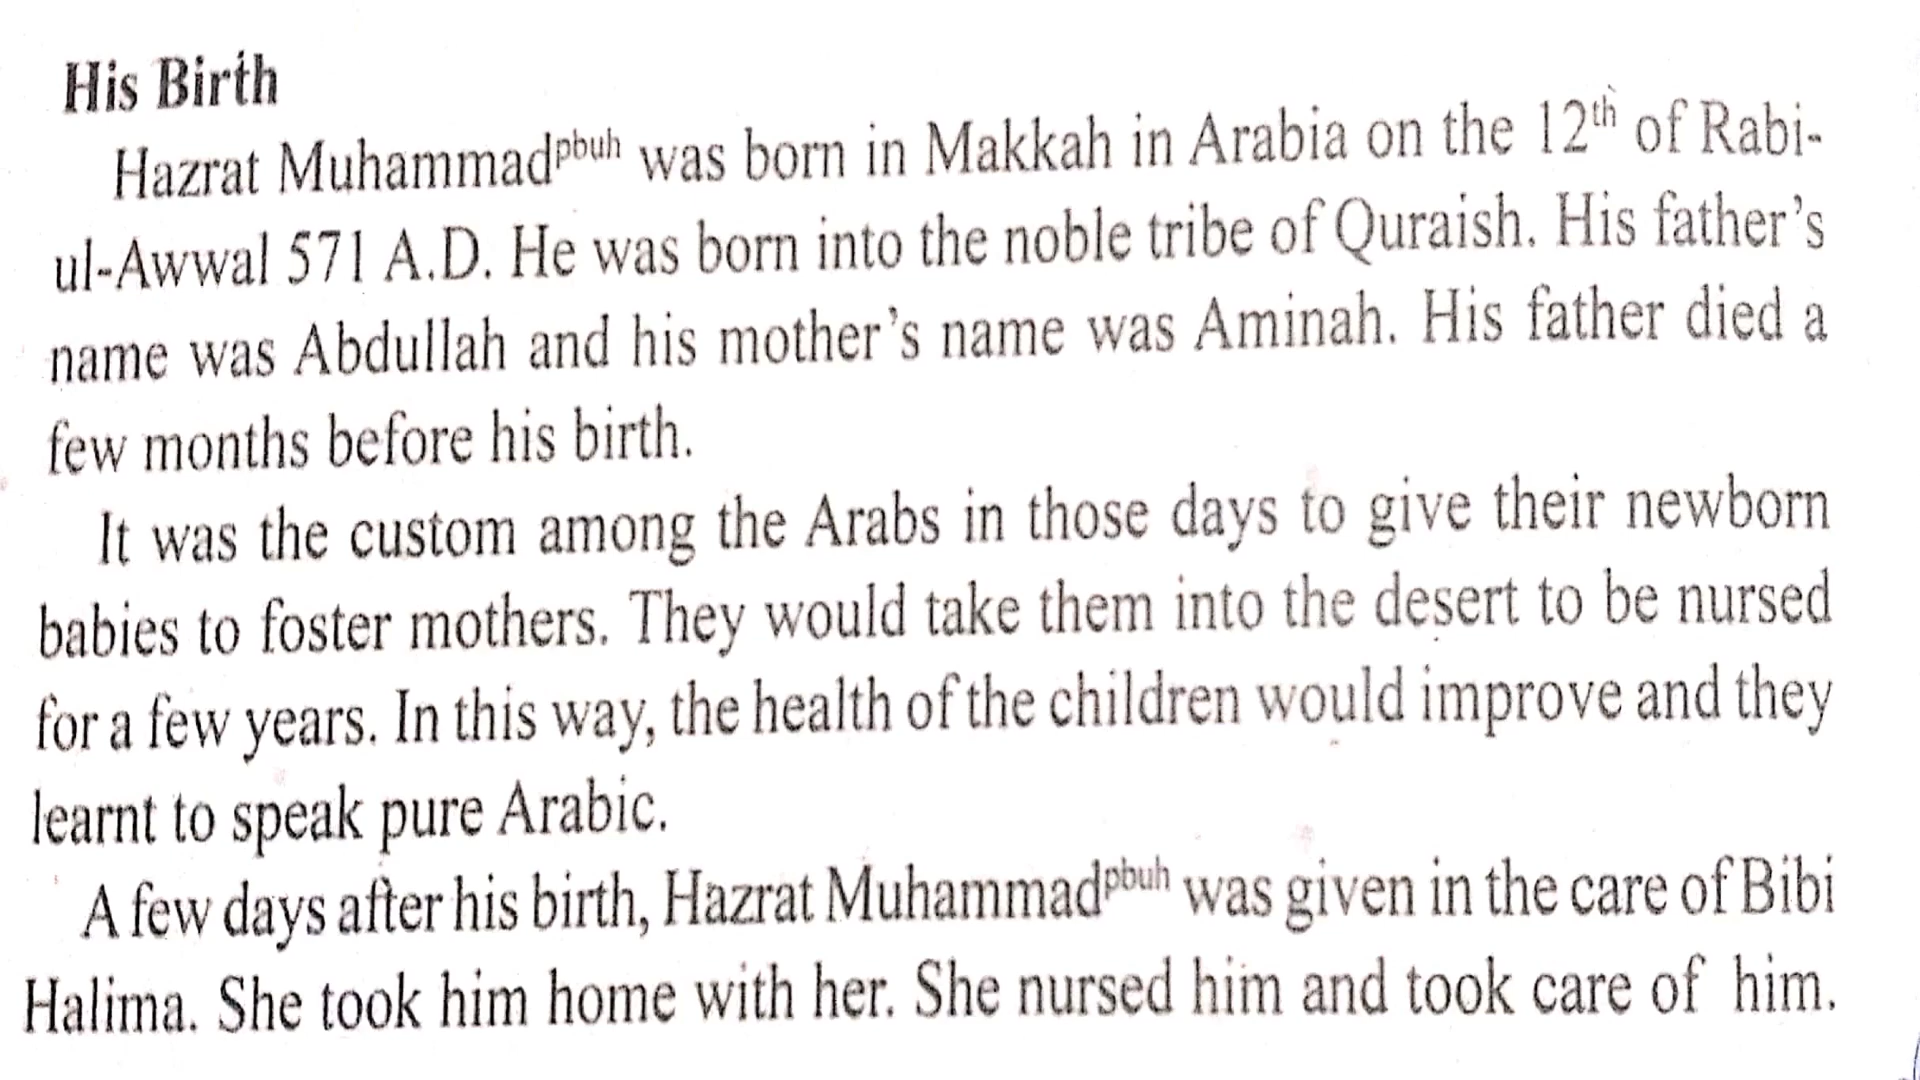 His Birth
Hazrat Muhammadpbuh was born in Makkah in Arabia on the 12th of Rabi-
ul-Awwal 571 A.D. He was born into the noble tribe of Quraish. His father's
name was Abdullah and his mother's name was Aminah. His father died a
few months before his birth.
It was the custom among the Arabs in those days to give their newborn
babies to foster mothers. They would take them into the desert to be nursed
for a few years. In this way, the health of the children would improve and they
learnt to speak pure Arabic.
A few days after his birth, Hazrat Muhammadpbuh was given in the care of Bibi
Halima. She took him home with her. She nursed him and took care of him.